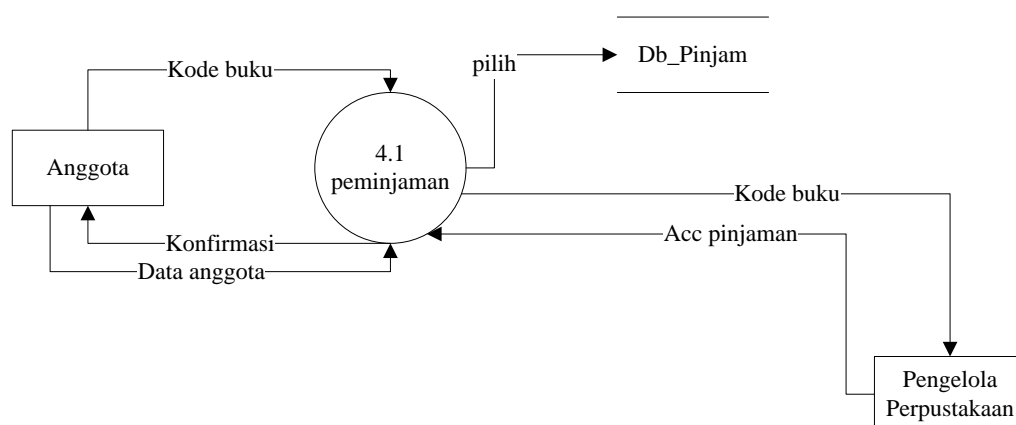 Db_Pinjam
pilih
Kode buku
4.1
peminjaman
Anggota
Kode buku
Konfirmasi
Acc pinjaman
Data anggota
Pengelola
Perpustakaan